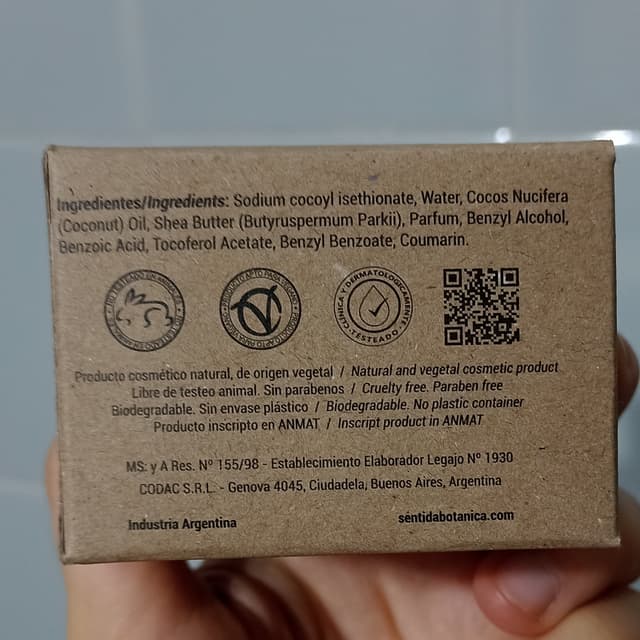 Ingredientes/Ingredients: Sodium cocoyl isethionate, Water, Cocos Nucifera
(Coconut) Oil, Shea Butter (Butyruspermum Parkii), Parfum, Benzyl Alcohol,
Benzoic Acid, Tocoferol Acetate, Benzyl Benzoate, Coumarin.
CLÍNICA Y DERMATOLÓGICAMENTE
TESTEADO
Producto cosmético natural, de origen vegetal / Natural and vegetal cosmetic product
Libre de testeo animal. Sin parabenos / Cruelty free. Paraben free
Biodegradable. Sin envase plástico / Biodegradable. No plastic container
Producto inscripto en ANMAT / Inscript product in ANMAT
MS: y A Res. Nº 155/98 - Establecimiento Elaborador Legajo Nº 1930
CODAC S.R.L. - Genova 4045, Ciudadela, Buenos Aires, Argentina
Industria Argentina
sentidabotanica.com